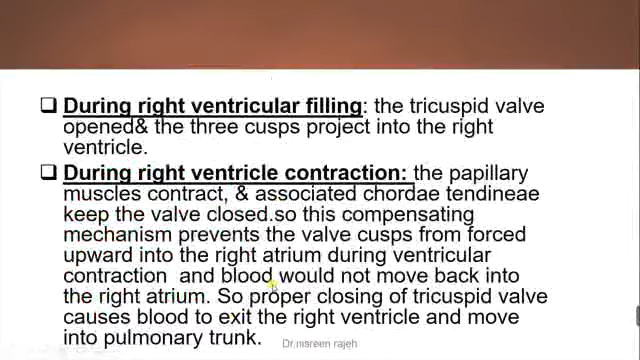 ❑ During right ventricular filling: the tricuspid valve
opened& the three cusps project into the right
ventricle.
❑ During right ventricle contraction: the papillary
muscles contract, & associated chordae tendineae
keep the valve closed.so this compensating
mechanism prevents the valve cusps from forced
upward into the right atrium during ventricular
contraction and blood would not move back into
the right atrium. So proper closing of tricuspid valve
causes blood to exit the right ventricle and move
into pulmonary trunk.
Dr.mareen rajeh